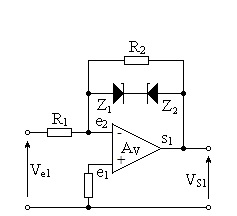 R2
Z1 Z2
R1 e2 s1
- Av
+
e1
Ve1 VS1